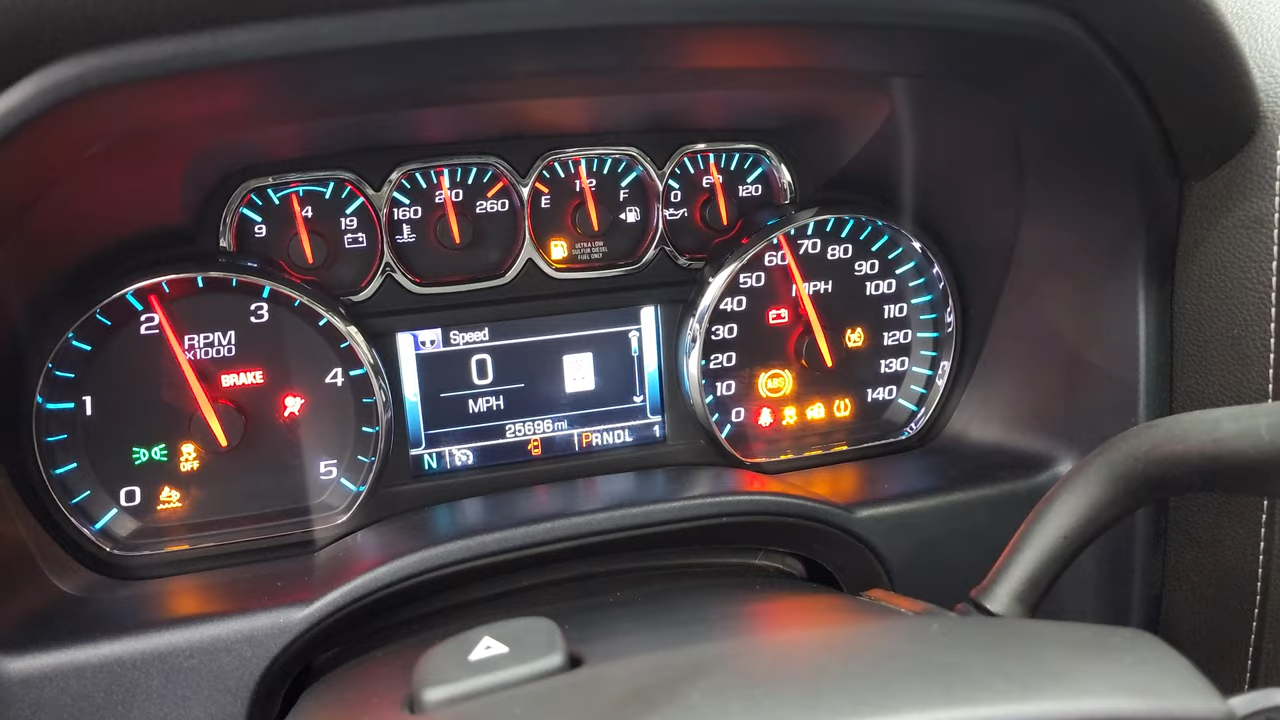 9 14 19
160 210 260
E 1/2 F
ULTRA LOW
SULFUR DIESEL
FUEL ONLY
0 60 120
0 1 2 3 4 5
RPM
x1000
BRAKE
OFF
Speed
0
MPH
25696 mi
N PRNDL 1
0 10 20 30 40 50 60 70 80 90 100 110 120 130 140
MPH
ABS